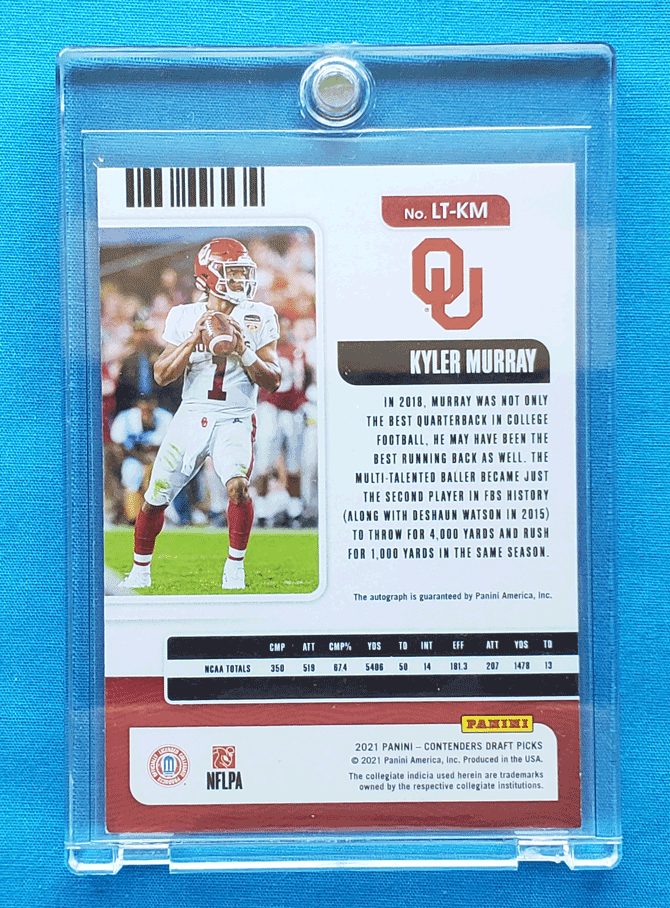 No. LT-KM
OU
KYLER MURRAY
IN 2018, MURRAY WAS NOT ONLY
THE BEST QUARTERBACK IN COLLEGE
FOOTBALL, HE MAY HAVE BEEN THE
BEST RUNNING BACK AS WELL. THE
MULTI-TALENTED BALLER BECAME JUST
THE SECOND PLAYER IN FBS HISTORY
(ALONG WITH DESHAUN WATSON IN 2015)
TO THROW FOR 4,000 YARDS AND RUSH
FOR 1,000 YARDS IN THE SAME SEASON.
1
The autograph is guaranteed by Panini America, Inc.
CMP ATT CMP% YDS TD INT EFF ATT YDS TD
NCAA TOTALS 350 519 67.4 5406 50 14 181.3 207 1478 13
PANINI
2021 PANINI – CONTENDERS DRAFT PICKS
© 2021 Panini America, Inc. Produced in the USA.
The collegiate indicia used herein are trademarks
owned by the respective collegiate institutions.
NFLPA